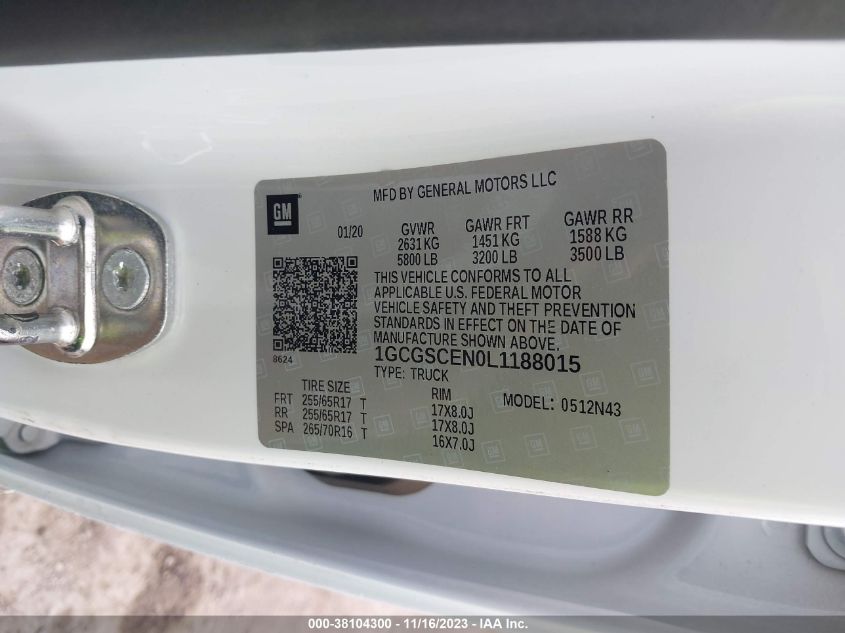 MFD BY GENERAL MOTORS LLC
GM
01/20 GVWR GAWR FRT GAWR RR
2631 KG 1451 KG 1588 KG
5800 LB 3200 LB 3500 LB
THIS VEHICLE CONFORMS TO ALL
APPLICABLE U.S. FEDERAL MOTOR
VEHICLE SAFETY AND THEFT PREVENTION
STANDARDS IN EFFECT ON THE DATE OF
MANUFACTURE SHOWN ABOVE.
8624
1GCGSCEN0L1188015
TYPE: TRUCK
TIRE SIZE RIM MODEL: 0512N43
FRT 255/65R17 T 17X8.0J
RR 255/65R17 T 17X8.0J
SPA 265/70R16 T 16X7.0J
000-38104300 - 11/16/2023 - IAA Inc.